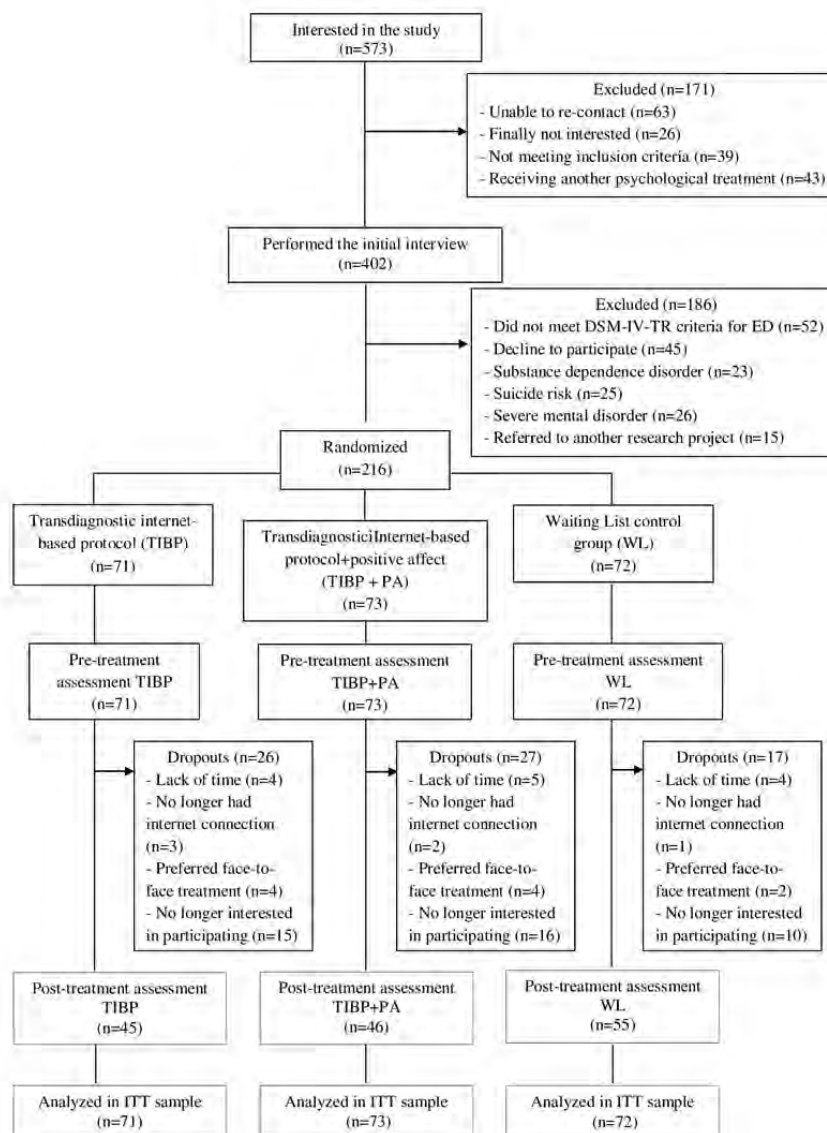 Interested in the study
(n=573)
Excluded (n=171)
- Unable to re-contact (n=63)
- Finally not interested (n=26)
- Not meeting inclusion criteria (n=39)
- Receiving another psychological treatment (n=43)
Performed the initial interview
(n=402)
Excluded (n=186)
- Did not meet DSM-IV-TR criteria for ED (n=52)
- Decline to participate (n=45)
- Substance dependence disorder (n=23)
- Suicide risk (n=25)
- Severe mental disorder (n=26)
- Referred to another research project (n=15)
Randomized
(n=216)
Transdiagnostic internet-
based protocol (TIBP)
(n=71)
TransdiagnosticiInternet-based
protocol+positive affect
(TIBP + PA)
(n=73)
Waiting List control
group (WL)
(n=72)
Pre-treatment
assessment TIBP
(n=71)
Pre-treatment assessment
TIBP+PA
(n=73)
Pre-treatment assessment
WL
(n=72)
Dropouts (n=26)
- Lack of time (n=4)
- No longer had
internet connection
(n=3)
- Preferred face-to-
face treatment (n=4)
- No longer interested
in participating (n=15)
Dropouts (n=27)
- Lack of time (n=5)
- No longer had
internet connection
(n=2)
- Preferred face-to-
face treatment (n=4)
- No longer interested
in participating (n=16)
Dropouts (n=17)
- Lack of time (n=4)
- No longer had
internet connection
(n=1)
- Preferred face-to-
face treatment (n=2)
- No longer interested
in participating (n=10)
Post-treatment assessment
TIBP
(n=45)
Post-treatment assessment
TIBP+PA
(n=46)
Post-treatment assessment
WL
(n=55)
Analyzed in ITT sample
(n=71)
Analyzed in ITT sample
(n=73)
Analyzed in ITT sample
(n=72)